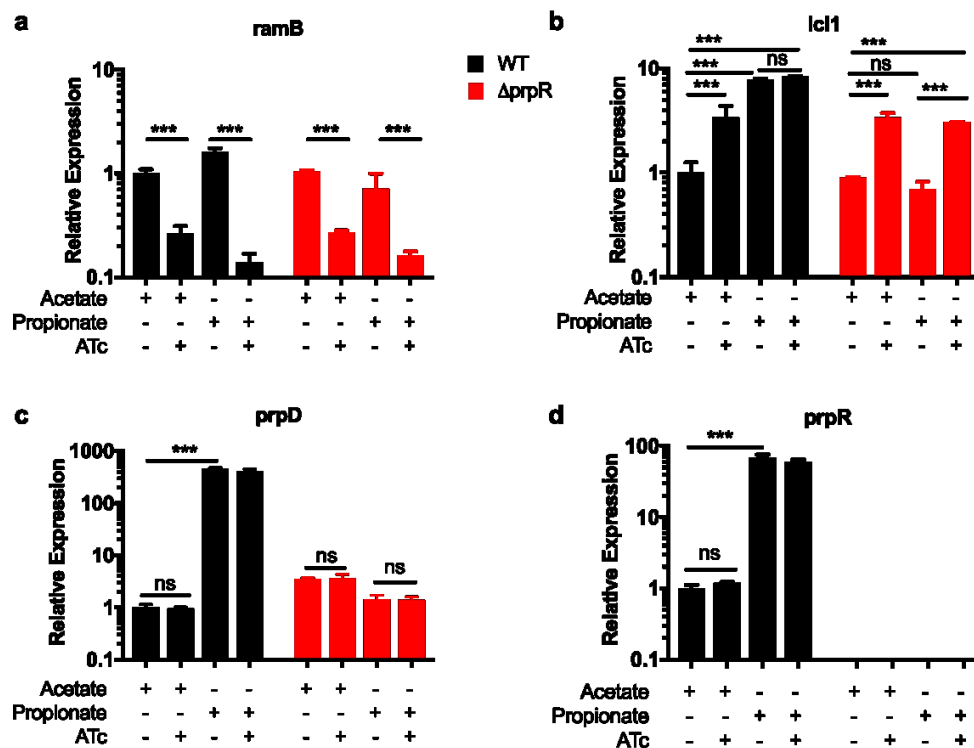 a
ramB
Relative Expression
10
1
0.1
*** *** *** ***
Acetate + + - - + + - -
Propionate - - + + - - + +
ATc - + - + - + - +
WT
ΔprpR
b
Icl1
Relative Expression
10
1
0.1
*** ***
*** ns ns
*** *** ***
Acetate + + - - + + - -
Propionate - - + + - - + +
ATc - + - + - + - +
c
prpD
Relative Expression
1000
100
10
1
0.1
***
ns ns ns
Acetate + + - - + + - -
Propionate - - + + - - + +
ATc - + - + - + - +
d
prpR
Relative Expression
100
10
1
0.1
***
ns
Acetate + + - - + + - -
Propionate - - + + - - + +
ATc - + - + - + - +